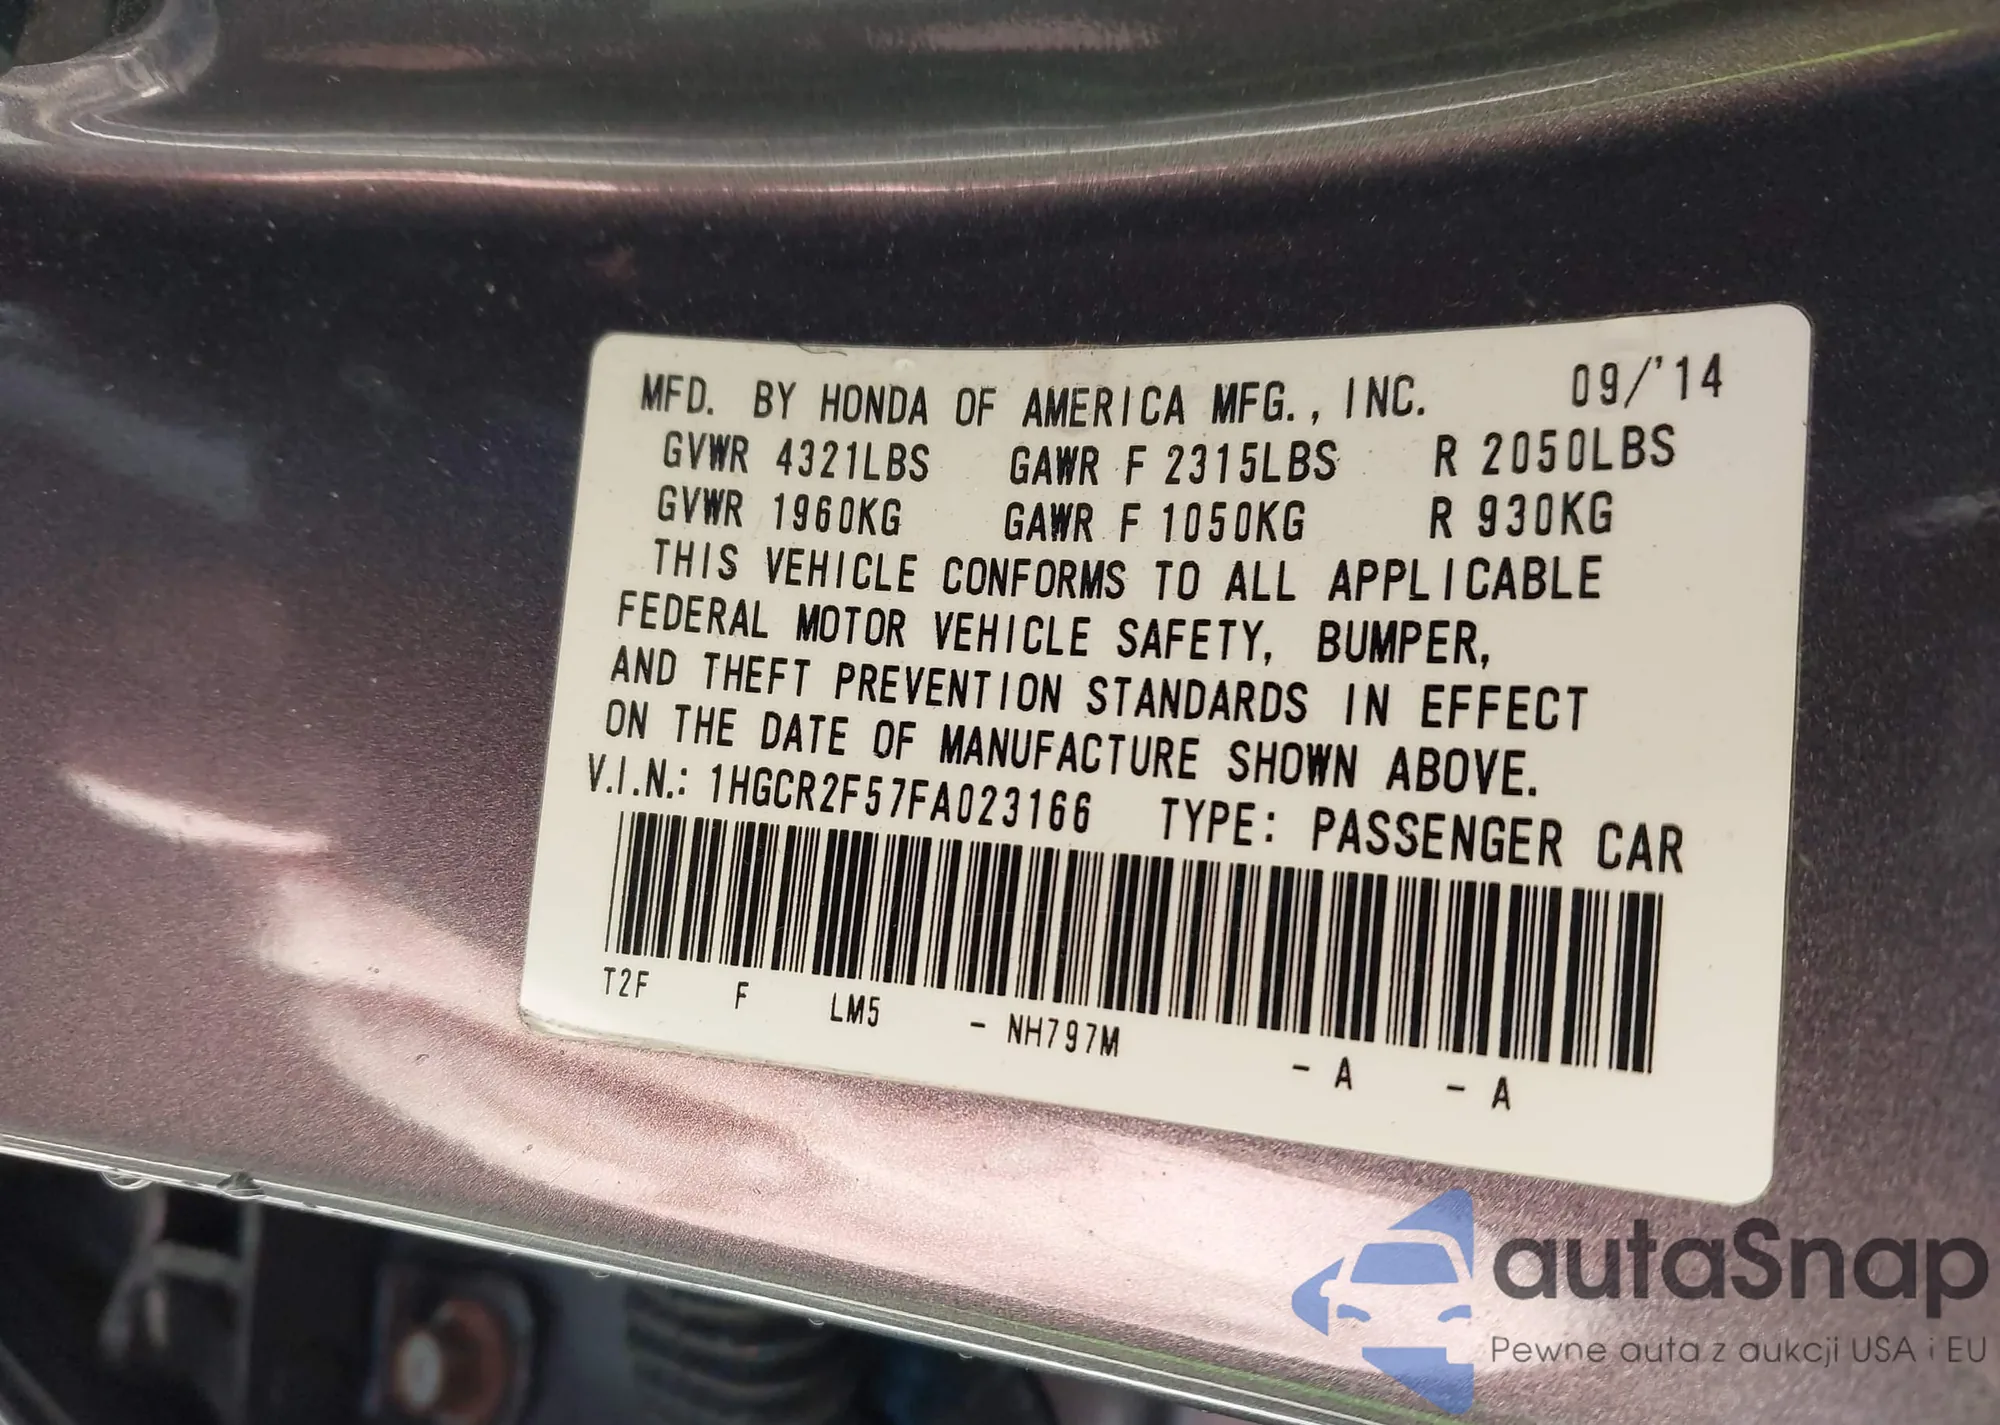 MFD. BY HONDA OF AMERICA MFG., INC. 09/'14
GVWR 4321LBS GAWR F 2315LBS R 2050LBS
GVWR 1960KG GAWR F 1050KG R 930KG
THIS VEHICLE CONFORMS TO ALL APPLICABLE
FEDERAL MOTOR VEHICLE SAFETY, BUMPER,
AND THEFT PREVENTION STANDARDS IN EFFECT
ON THE DATE OF MANUFACTURE SHOWN ABOVE.
V.I.N.: 1HGCR2F57FA023166 TYPE: PASSENGER CAR
T2F F LM5 - NH797M - A - A
autaSnap
Pewne auta z aukcji USA i EU